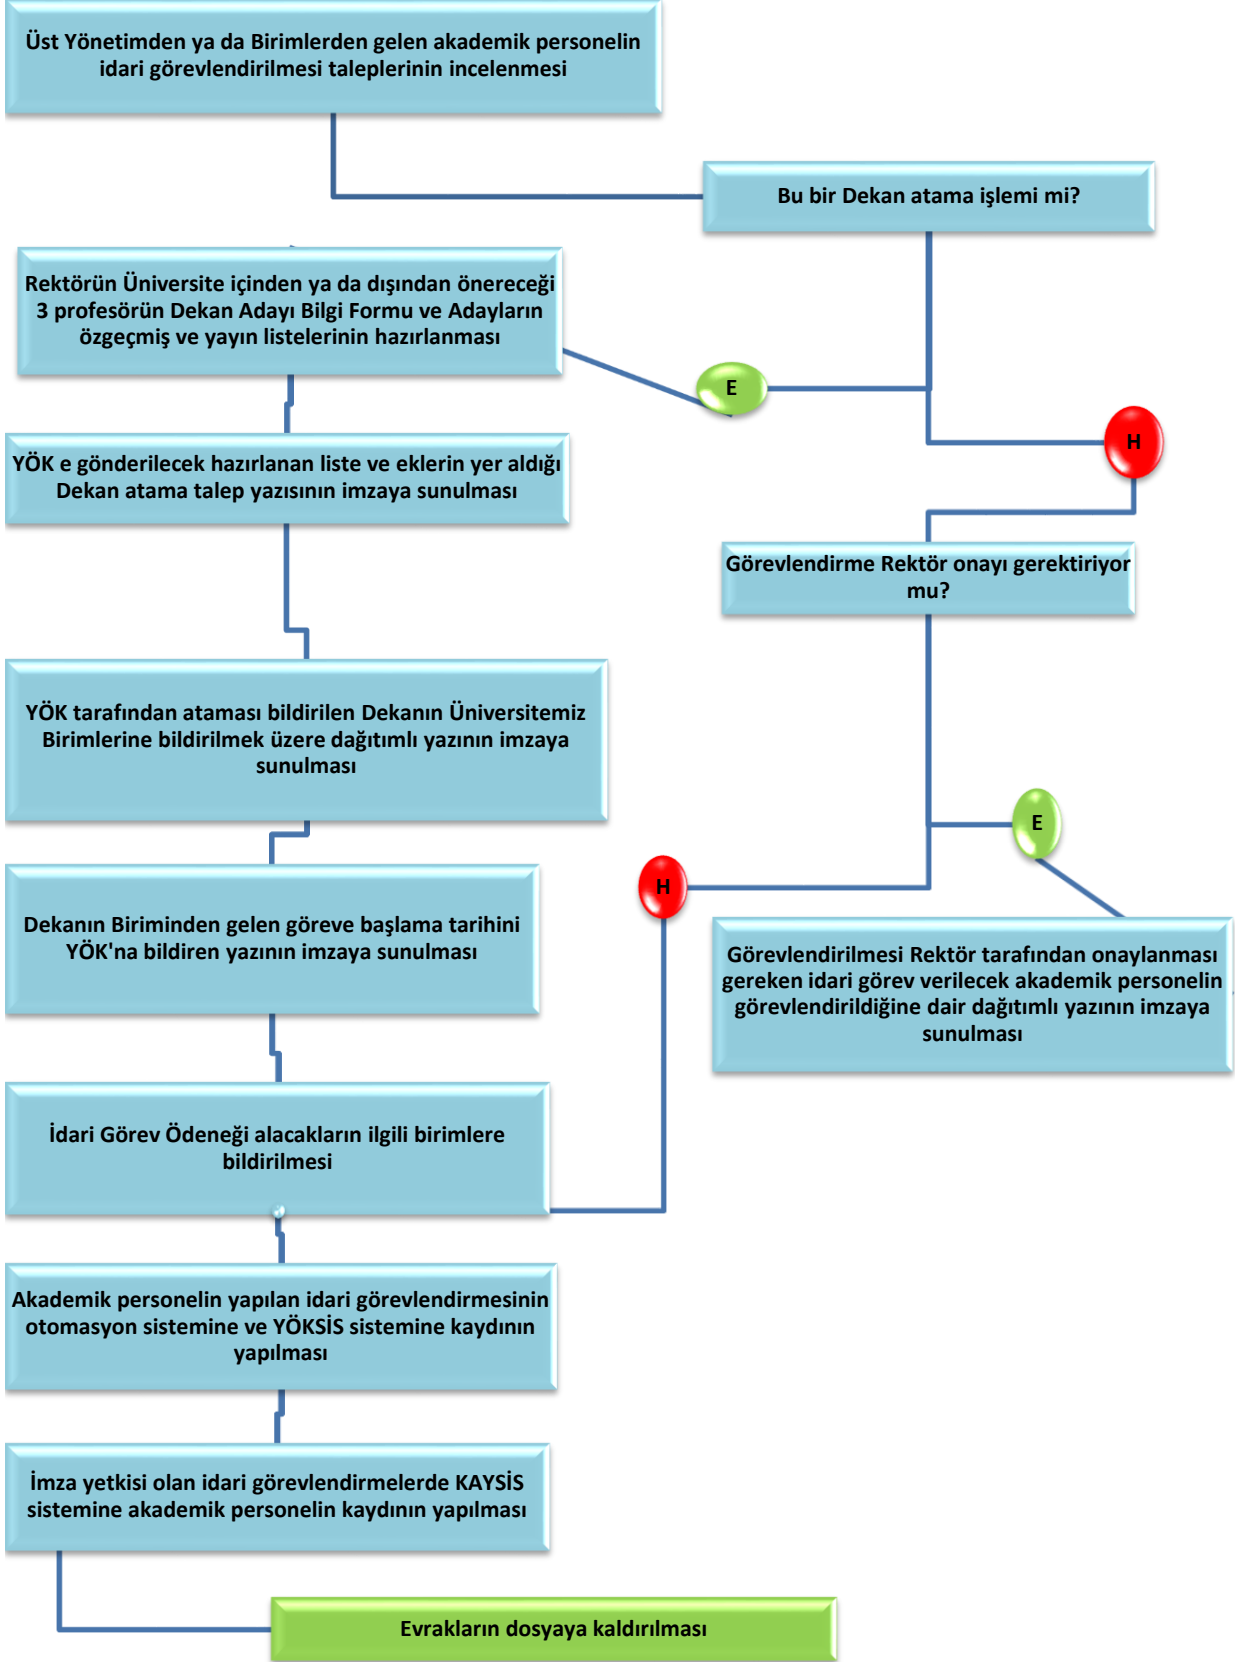 Üst Yönetimden ya da Birimlerden gelen akademik personelin
idari görevlendirilmesi taleplerinin incelenmesi
Bu bir Dekan atama işlemi mi?
Rektörün Üniversite içinden ya da dışından önereceği
3 profesörün Dekan Adayı Bilgi Formu ve Adayların
özgeçmiş ve yayın listelerinin hazırlanması
E
H
YÖK e gönderilecek hazırlanan liste ve eklerin yer aldığı
Dekan atama talep yazısının imzaya sunulması
Görevlendirme Rektör onayı gerektiriyor
mu?
YÖK tarafından ataması bildirilen Dekanın Üniversitemiz
Birimlerine bildirilmek üzere dağıtımlı yazının imzaya
sunulması
E
H
Dekanın Biriminden gelen göreve başlama tarihini
YÖK'na bildiren yazının imzaya sunulması
Görevlendirilmesi Rektör tarafından onaylanması
gereken idari görev verilecek akademik personelin
görevlendirildiğine dair dağıtımlı yazının imzaya
sunulması
İdari Görev Ödeneği alacakların ilgili birimlere
bildirilmesi
Akademik personelin yapılan idari görevlendirmesinin
otomasyon sistemine ve YÖKSİS sistemine kaydının
yapılması
İmza yetkisi olan idari görevlendirmelerde KAYSİS
sistemine akademik personelin kaydının yapılması
Evrakların dosyaya kaldırılması